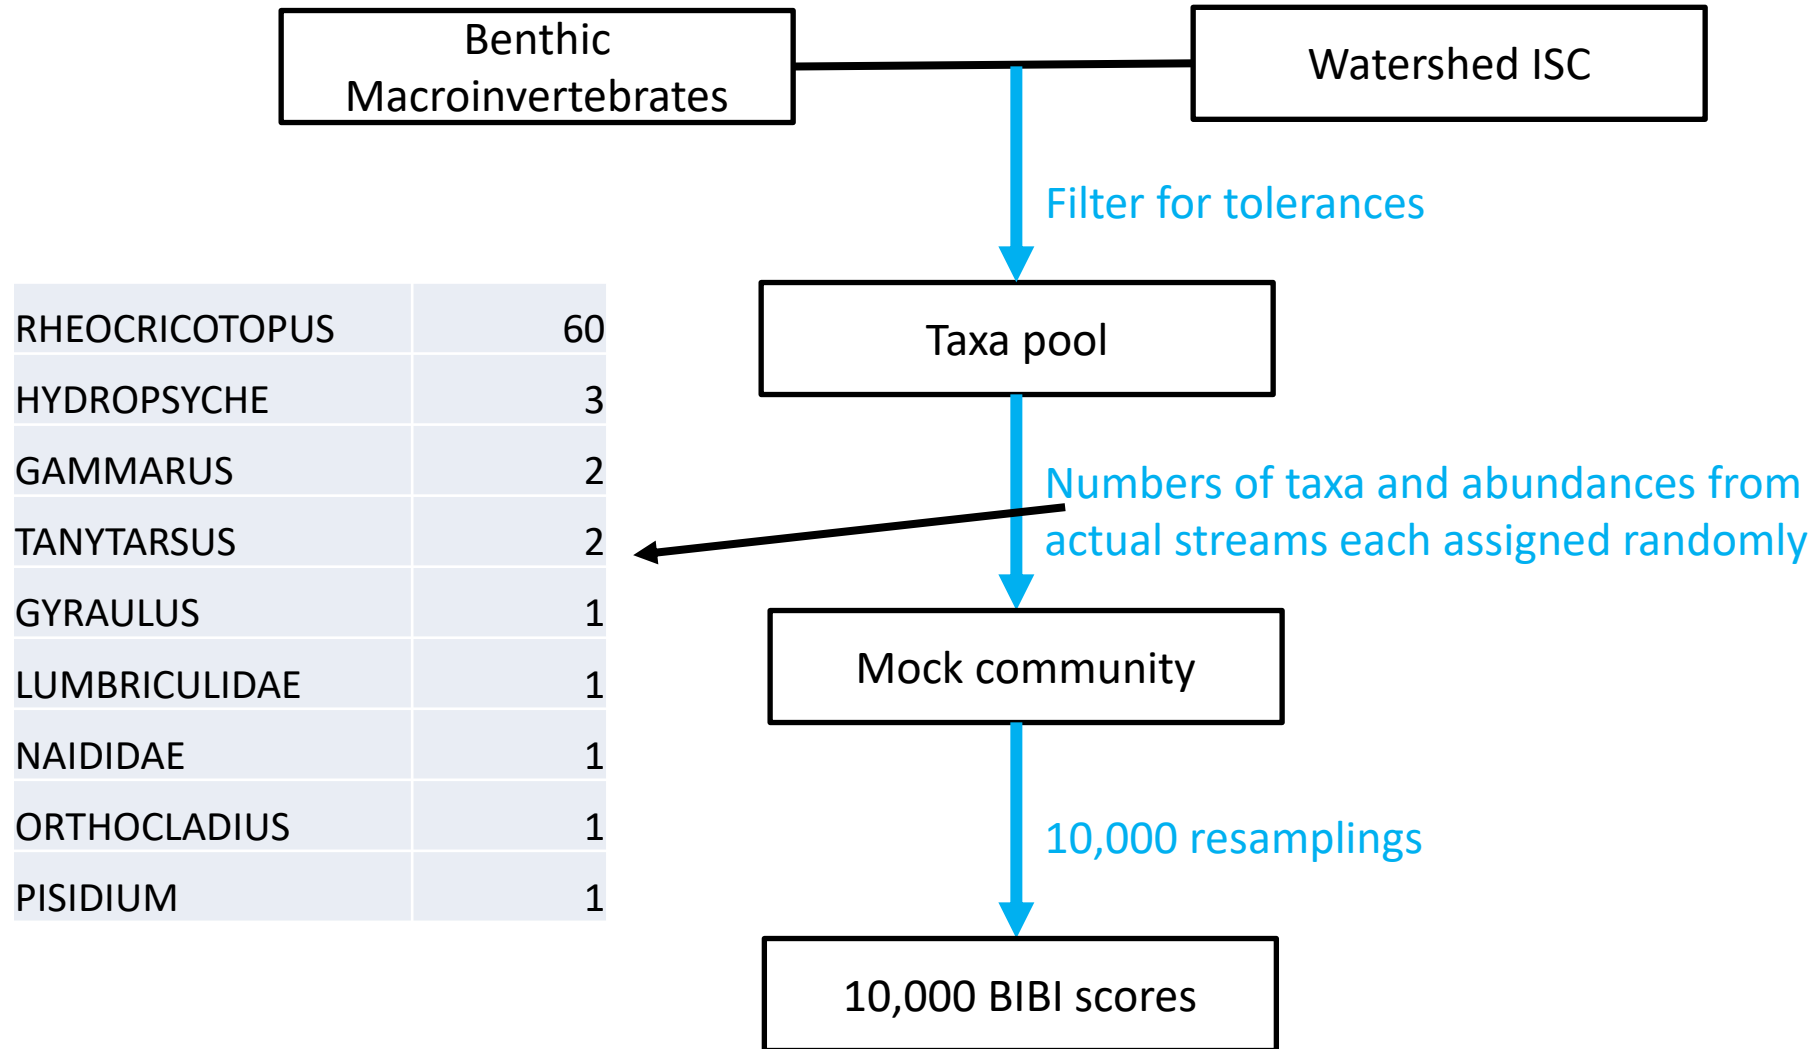 Benthic
Macroinvertebrates
Watershed ISC
Filter for tolerances
Taxa pool
RHEOCRICOTOPUS 60
HYDROPSYCHE 3
GAMMARUS 2
TANYTARSUS 2
GYRAULUS 1
LUMBRICULIDAE 1
NAIDIDAE 1
ORTHOCLADIUS 1
PISIDIUM 1
Numbers of taxa and abundances from
actual streams each assigned randomly
Mock community
10,000 resamplings
10,000 BIBI scores